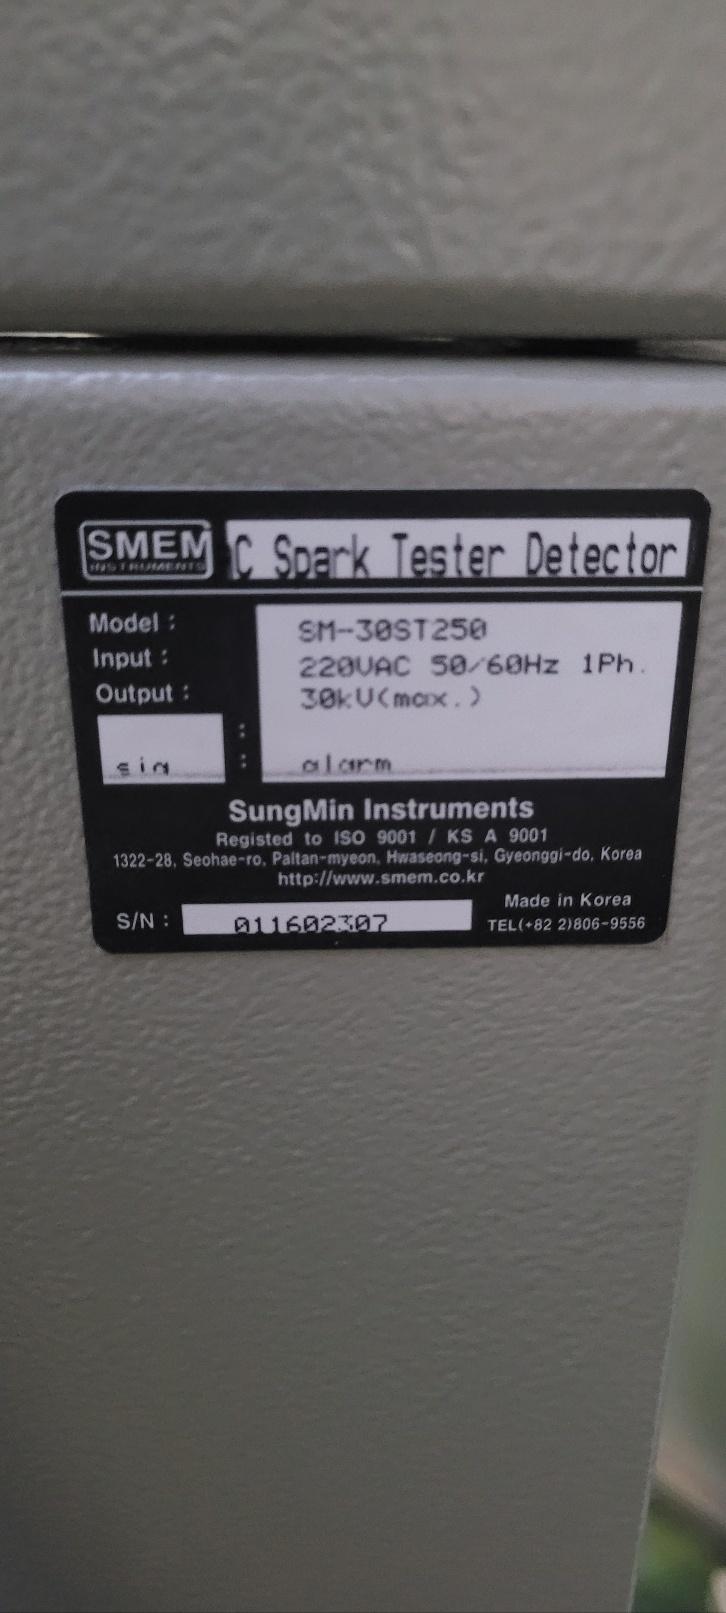 SMEM
INSTRUMENTS
C Spark Tester Detector
Model : SM-30ST250
Input : 220VAC 50/60Hz 1Ph.
Output : 30kV(max.)
:
sig : alarm
SungMin Instruments
Registed to ISO 9001 / KS A 9001
1322-28, Seohae-ro, Paltan-myeon, Hwaseong-si, Gyeonggi-do, Korea
http://www.smem.co.kr
Made in Korea
S/N : 011602307
TEL(+82 2)806-9556